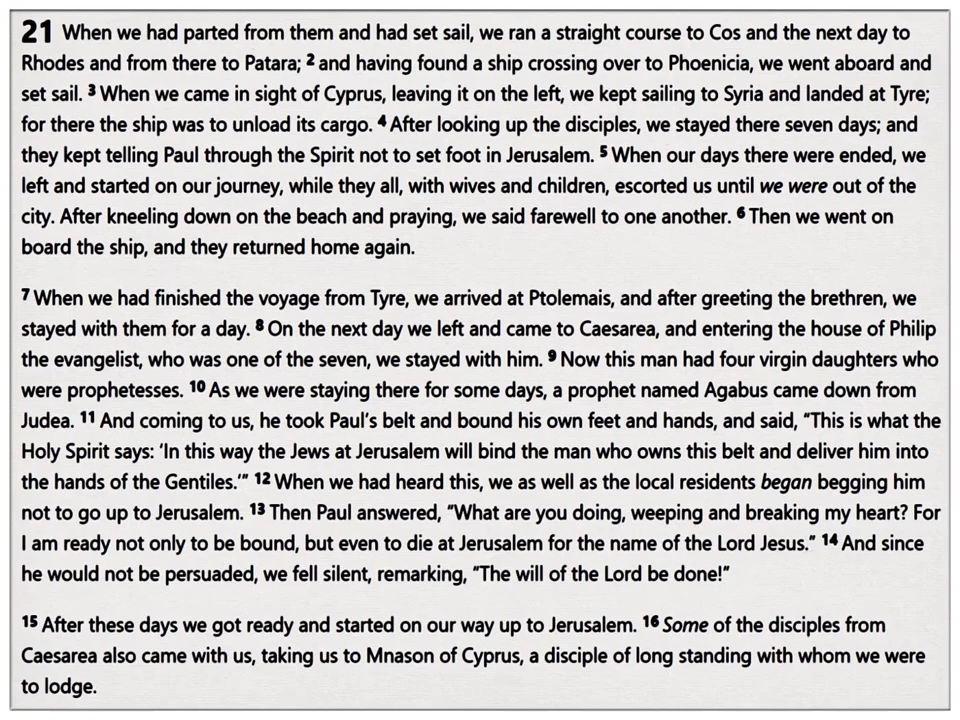 21 When we had parted from them and had set sail, we ran a straight course to Cos and the next day to
Rhodes and from there to Patara; 2 and having found a ship crossing over to Phoenicia, we went aboard and
set sail. 3 When we came in sight of Cyprus, leaving it on the left, we kept sailing to Syria and landed at Tyre;
for there the ship was to unload its cargo. 4 After looking up the disciples, we stayed there seven days; and
they kept telling Paul through the Spirit not to set foot in Jerusalem. 5 When our days there were ended, we
left and started on our journey, while they all, with wives and children, escorted us until we were out of the
city. After kneeling down on the beach and praying, we said farewell to one another. 6 Then we went on
board the ship, and they returned home again.
7 When we had finished the voyage from Tyre, we arrived at Ptolemais, and after greeting the brethren, we
stayed with them for a day. 8 On the next day we left and came to Caesarea, and entering the house of Philip
the evangelist, who was one of the seven, we stayed with him. 9 Now this man had four virgin daughters who
were prophetesses. 10 As we were staying there for some days, a prophet named Agabus came down from
Judea. 11 And coming to us, he took Paul’s belt and bound his own feet and hands, and said, “This is what the
Holy Spirit says: ‘In this way the Jews at Jerusalem will bind the man who owns this belt and deliver him into
the hands of the Gentiles.’” 12 When we had heard this, we as well as the local residents began begging him
not to go up to Jerusalem. 13 Then Paul answered, “What are you doing, weeping and breaking my heart? For
I am ready not only to be bound, but even to die at Jerusalem for the name of the Lord Jesus.” 14 And since
he would not be persuaded, we fell silent, remarking, “The will of the Lord be done!”
15 After these days we got ready and started on our way up to Jerusalem. 16 Some of the disciples from
Caesarea also came with us, taking us to Mnason of Cyprus, a disciple of long standing with whom we were
to lodge.